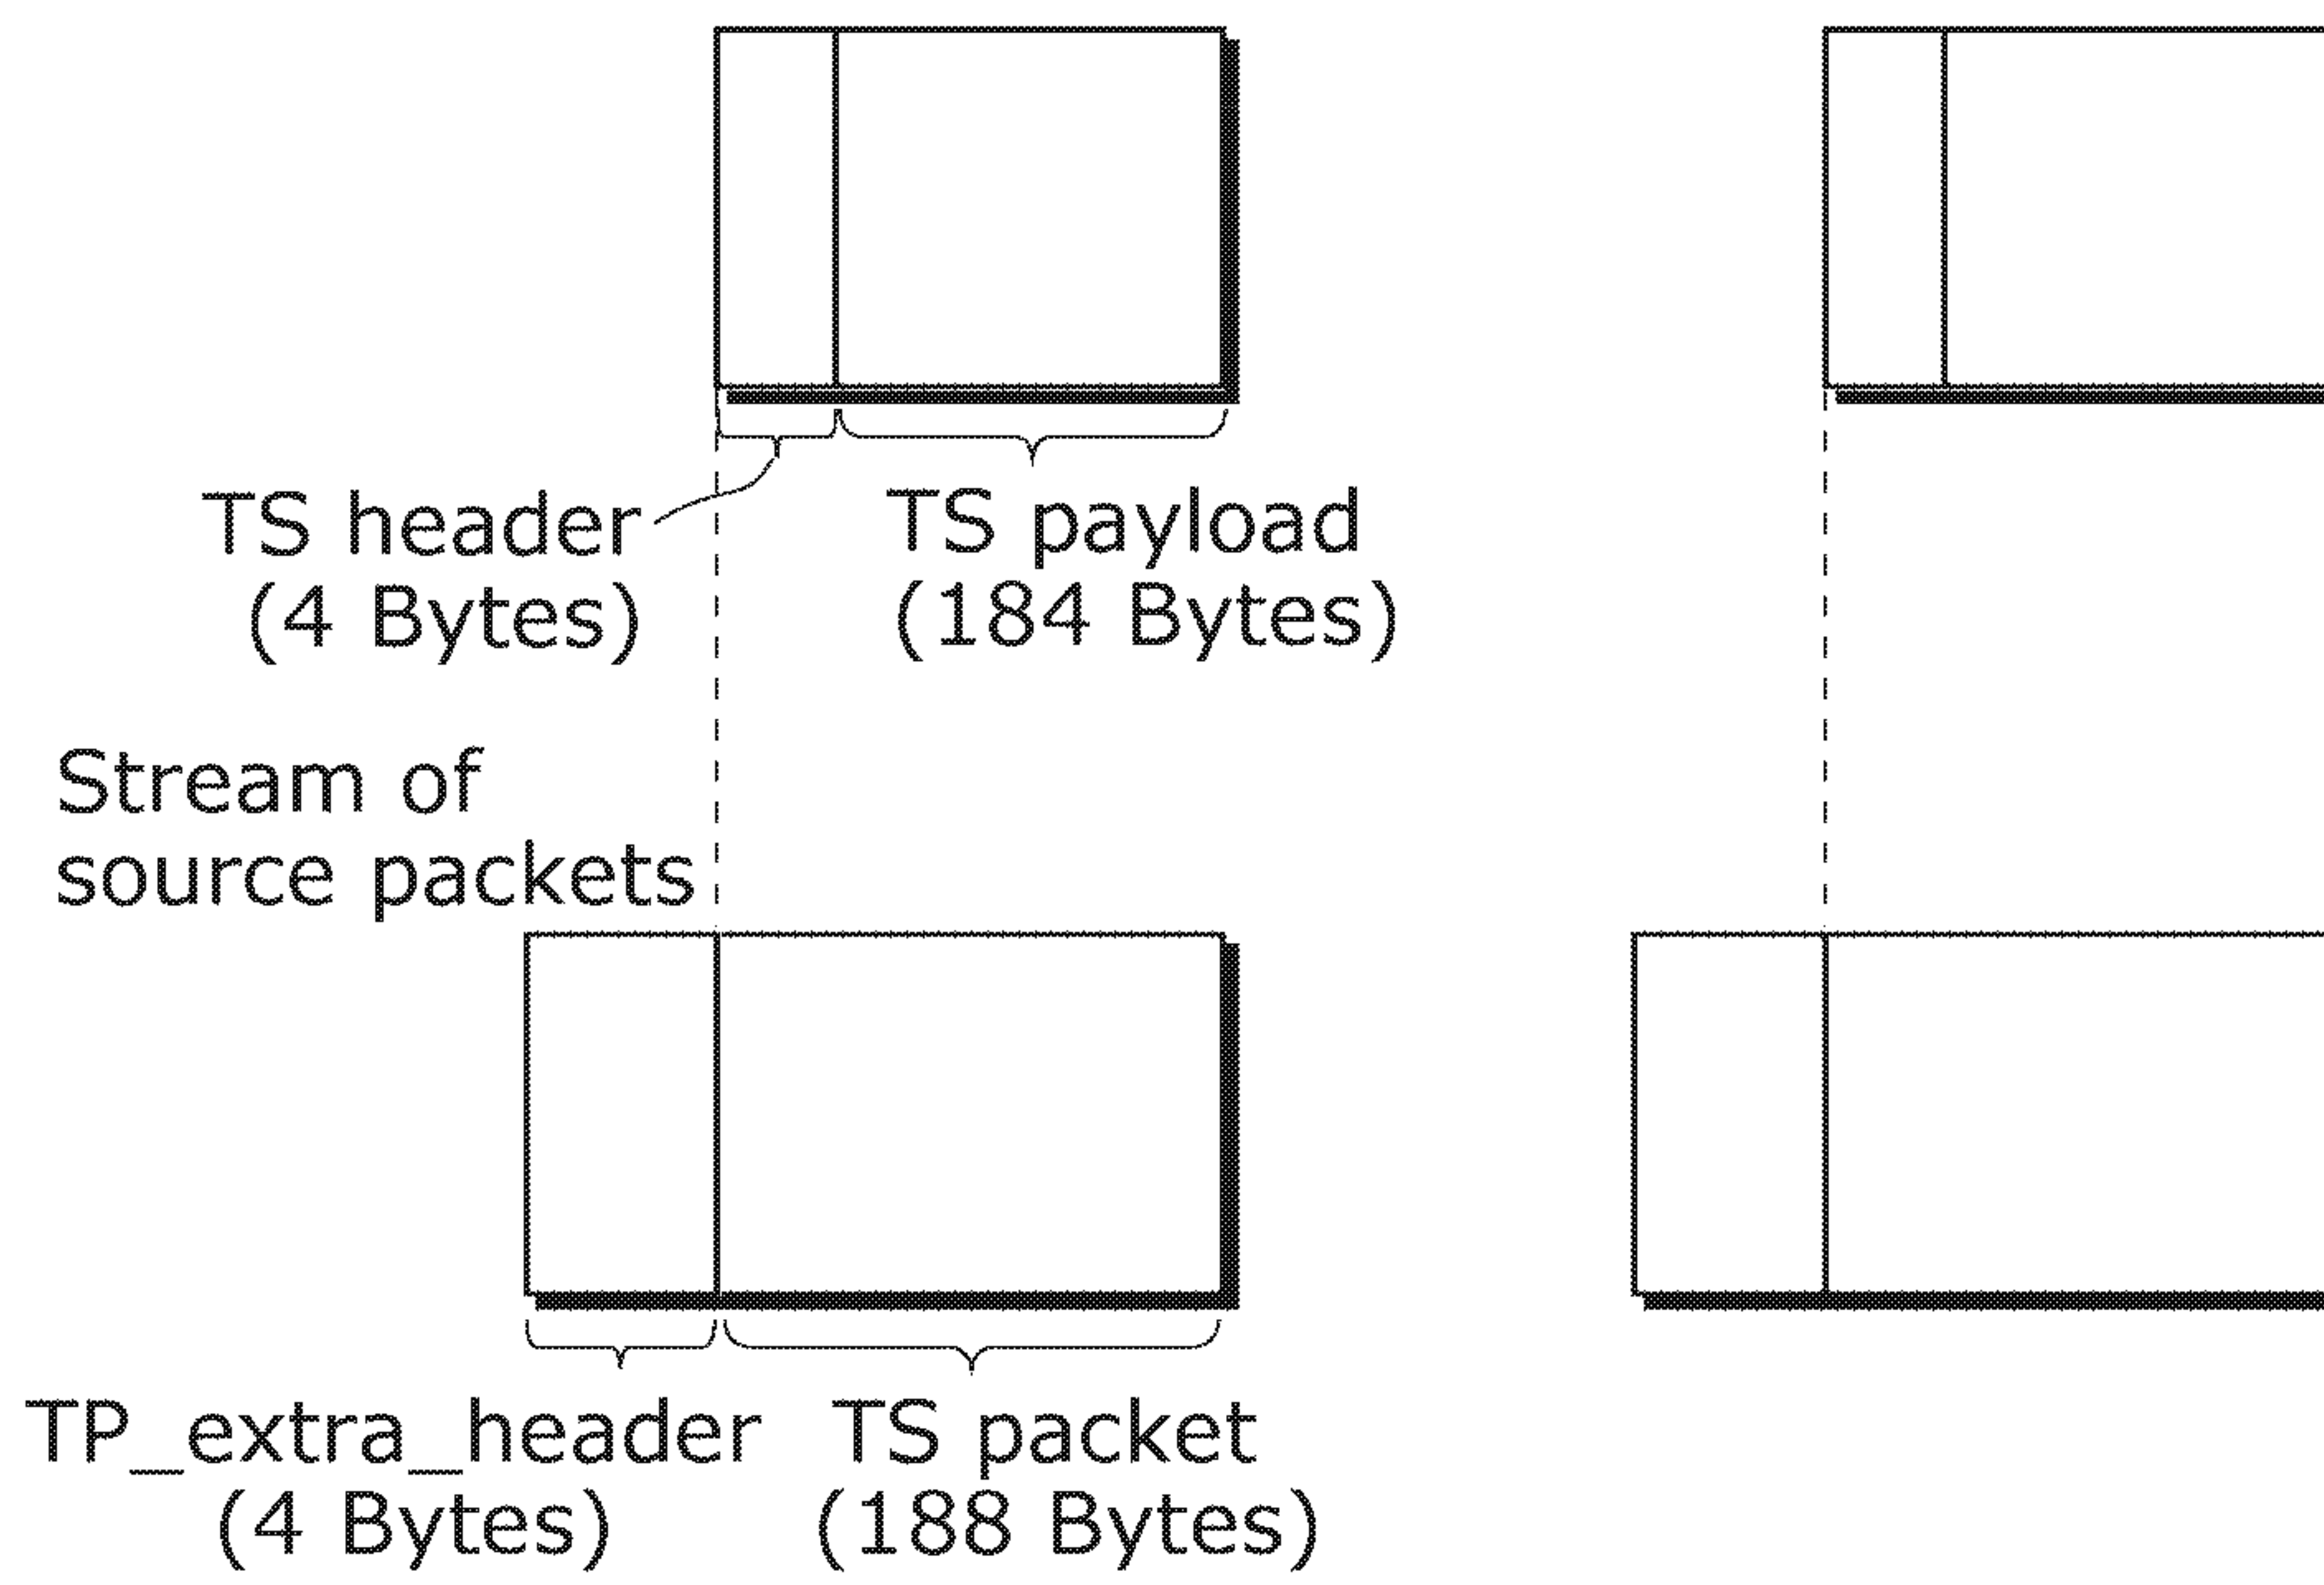 TS header
(4 Bytes)
TS payload
(184 Bytes)
Stream of
source packets
TP_extra_header
(4 Bytes)
TS packet
(188 Bytes)